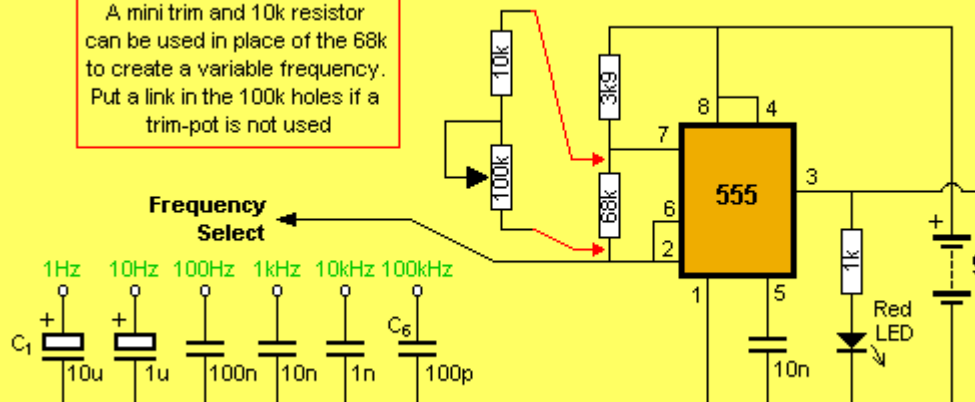 A mini trim and 10k resistor
can be used in place of the 68k
to create a variable frequency.
Put a link in the 100k holes if a
trim-pot is not used
10k
100k
3k9
68k
8
4
7
6
2
555
3
1
5
1k
+
Red
LED
10n
Frequency
Select
1Hz 10Hz 100Hz 1kHz 10kHz 100kHz
+ +
C1
C6
10u 1u 100n 10n 1n 100p